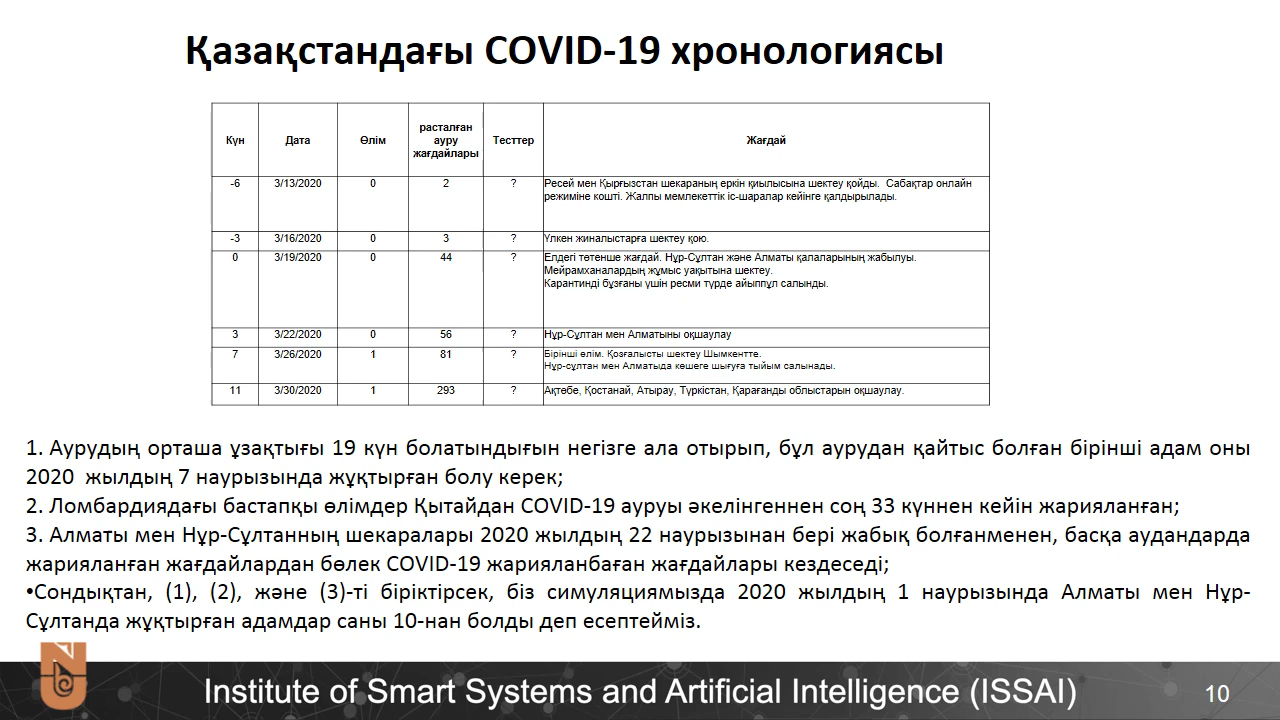 Қазақстандағы COVID-19 хронологиясы
Күн Дата Өлім расталған ауру жағдайлары Тесттер Жағдай
-6 3/13/2020 0 2 ? Ресей мен Қырғызстан шекараның еркін қиылысына шектеу қойды. Сабақтар онлайн
режиміне кошті. Жалпы мемлекеттік іс-шаралар кейінге қалдырылады.
-3 3/16/2020 0 3 ? Үлкен жиналыстарға шектеу қою.
0 3/19/2020 0 44 ? Елдегі төтенше жағдай. Нұр-Сұлтан және Алматы қалаларының жабылуы.
Мейрамханалардың жұмыс уақытына шектеу.
Карантинді бұзғаны үшін ресми түрде айыппұл салынды.
3 3/22/2020 0 56 ? Нұр-Сұлтан мен Алматыны оқшаулау
7 3/26/2020 1 81 ? Бірінші өлім. Қозғалысты шектеу Шымкентте.
Нұр-сұлтан мен Алматыда көшеге шығуға тыйым салынады.
11 3/30/2020 1 293 ? Ақтөбе, Қостанай, Атырау, Түркістан, Қарағанды облыстарын оқшаулау.
1. Аурудың орташа ұзақтығы 19 күн болатындығын негізге ала отырып, бұл аурудан қайтыс болған бірінші адам оны
2020 жылдың 7 наурызында жұқтырған болу керек;
2. Ломбардиядағы бастапқы өлімдер Қытайдан COVID-19 ауруы әкелінгеннен соң 33 күннен кейін жарияланған;
3. Алматы мен Нұр-Сұлтанның шекаралары 2020 жылдың 22 наурызынан бері жабық болғанменен, басқа аудандарда
жарияланған жағдайлардан бөлек COVID-19 жарияланбаған жағдайлары кездеседі;
•Сондықтан, (1), (2), және (3)-ті біріктірсек, біз симуляциямызда 2020 жылдың 1 наурызында Алматы мен Нұр-
Сұлтанда жұқтырған адамдар саны 10-нан болды деп есептейміз.
Institute of Smart Systems and Artificial Intelligence (ISSAI)
10